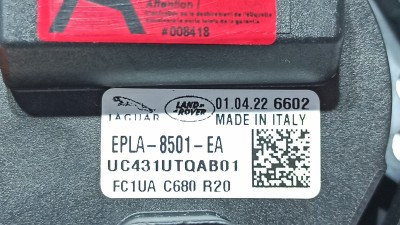 Attention !
#008418
JAGUAR
LAND-
ROVER
01.04.22 6602
MADE IN ITALY
EPLA-8501-EA
UC431UTQAB01
FC1UA C680 R20